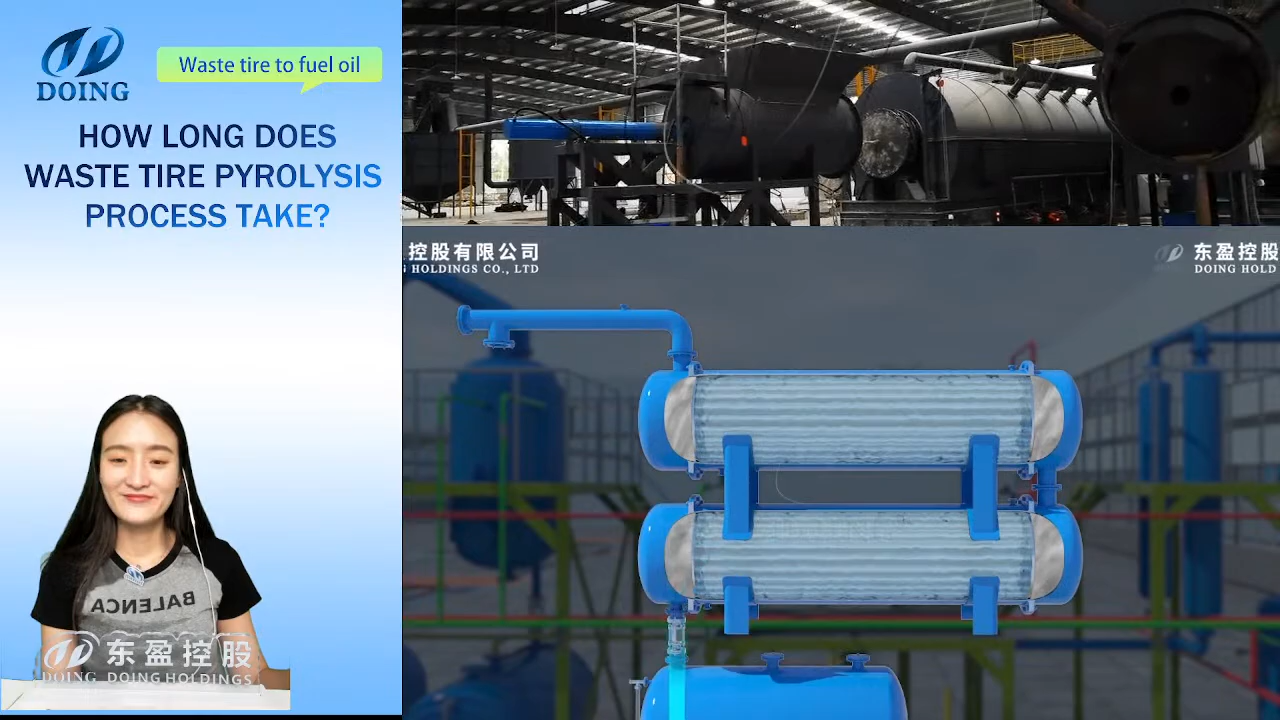 DOING
Waste tire to fuel oil
HOW LONG DOES
WASTE TIRE PYROLYSIS
PROCESS TAKE?
控股有限公司
HOLDINGS CO., LTD
东盈控股
DOING HOLD
BALENCA
东盈控股
DOING DOING HOLDINGS